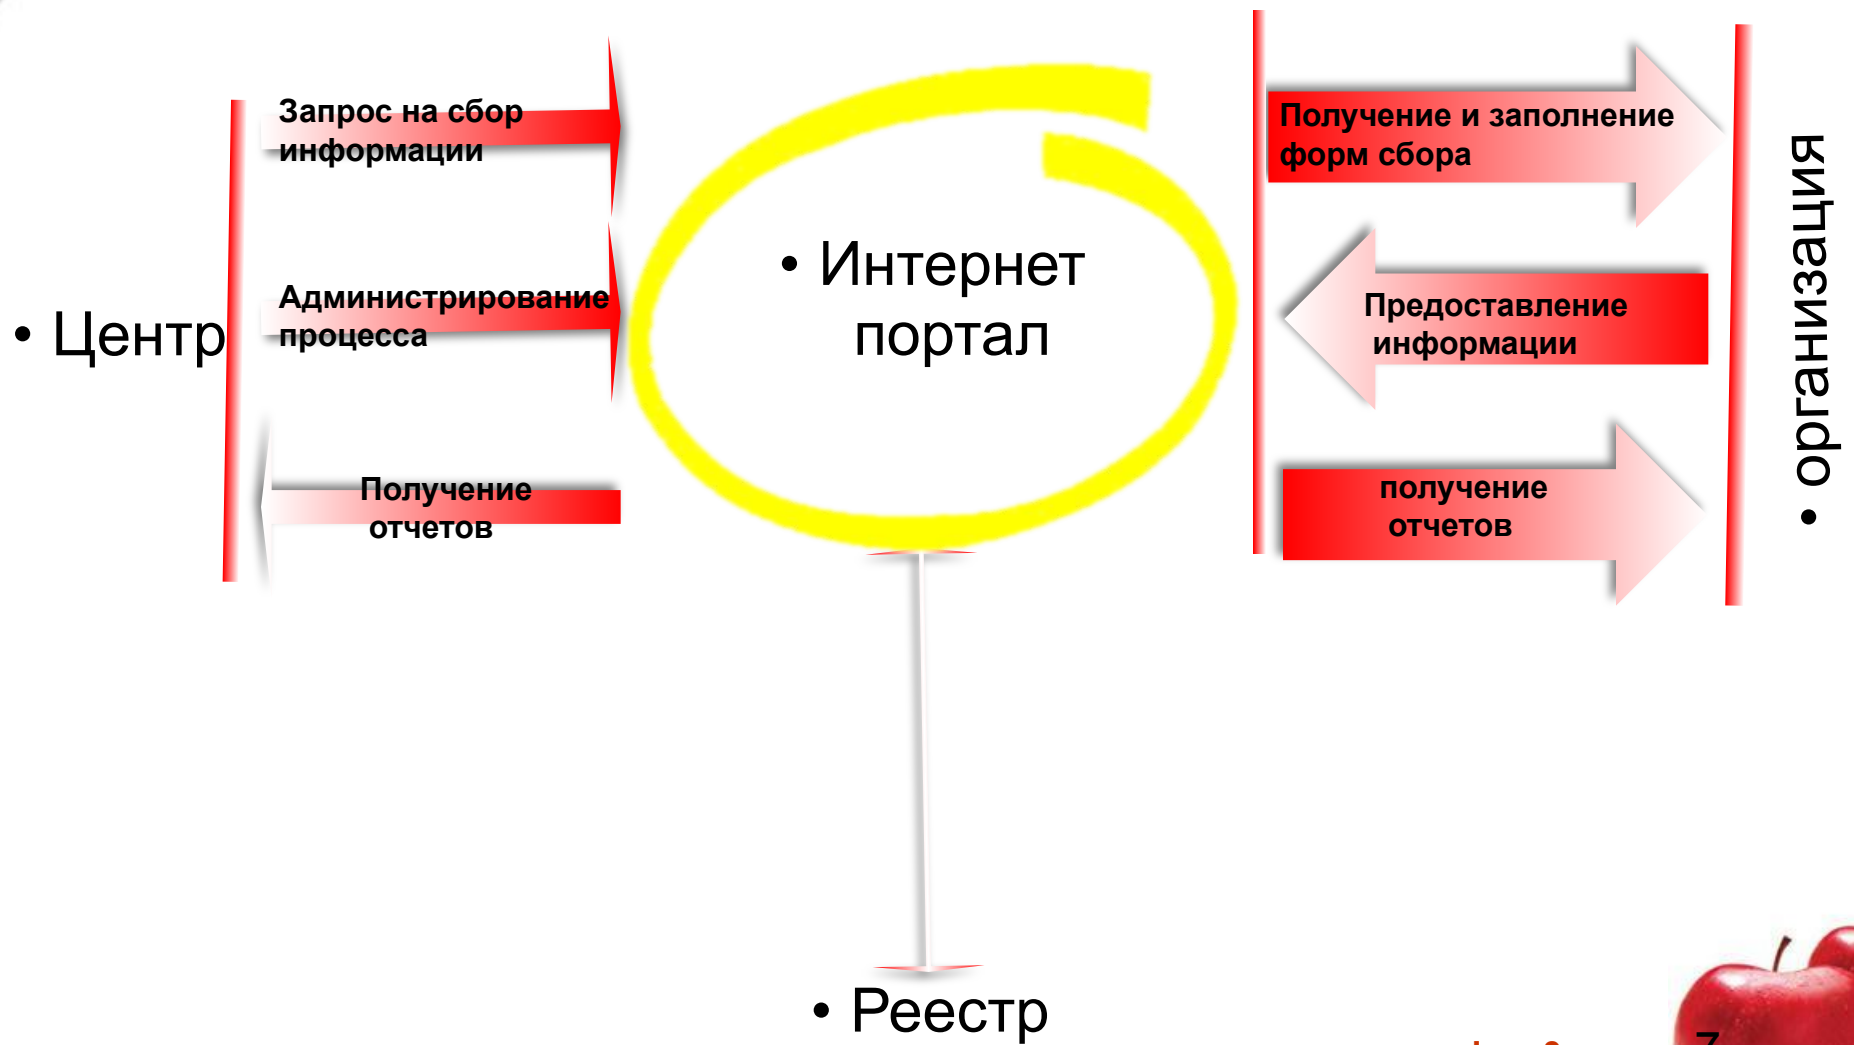 Запрос на сбор
информации
Администрирование
процесса
Получение
отчетов
• Центр
• Интернет
портал
Получение и заполнение
форм сбора
Предоставление
информации
получение
отчетов
• организация
• Реестр
7